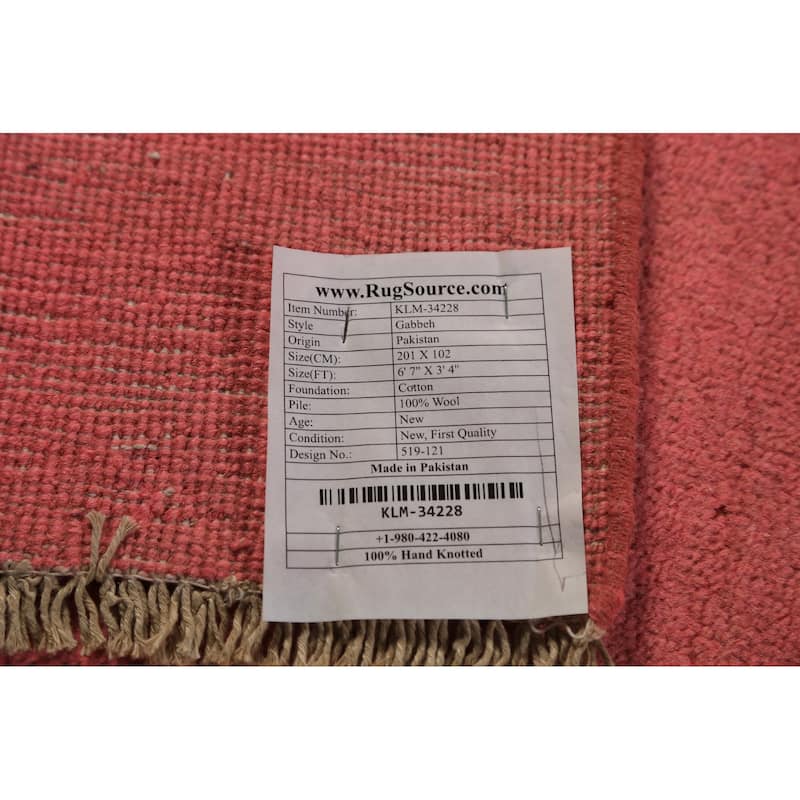 www.RugSource.com
Item Number: KLM-34228
Style Gabbeh
Origin Pakistan
Size(CM): 201 X 102
Size(FT): 6' 7" X 3' 4"
Foundation: Cotton
Pile: 100% Wool
Age: New
Condition: New, First Quality
Design No.: 519-121
Made in Pakistan
KLM-34228
+1-980-422-4080
100% Hand Knotted